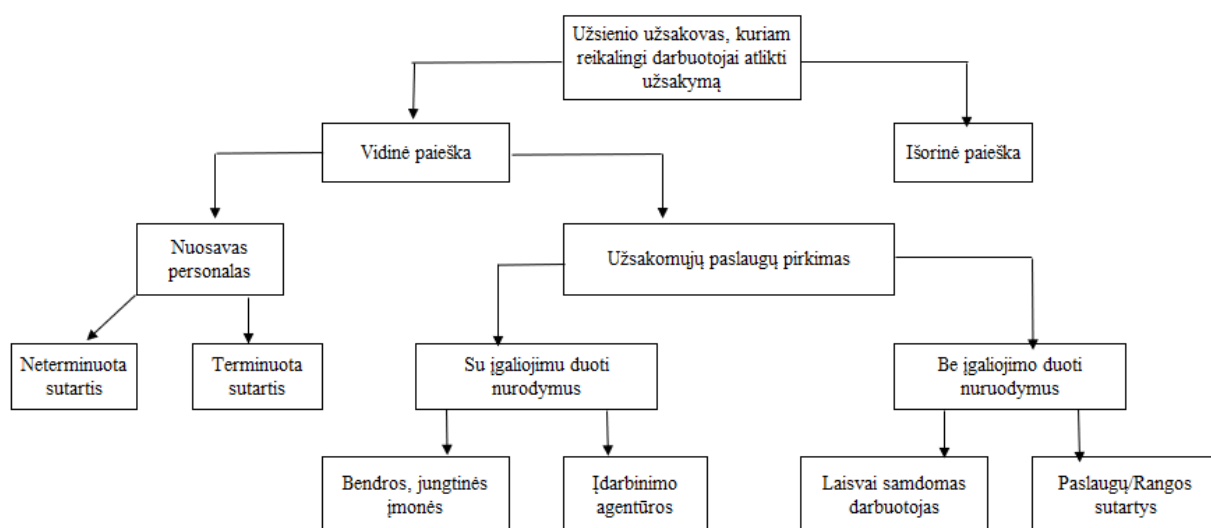 Užsienio užsakovas, kuriam
reikalingi darbuotojai atlikti
užsakymą
Vidinė paieška
Išorinė paieška
Nuosavas
personalas
Užsakomųjų paslaugų pirkimas
Neterminuota
sutartis
Terminuota
sutartis
Su įgaliojimu duoti
nurodymus
Be įgaliojimo duoti
nuruodymus
Bendros, jungtinės
įmonės
Įdarbinimo
agentūros
Laisvai samdomas
darbuotojas
Paslaugų/Rangos
sutartys